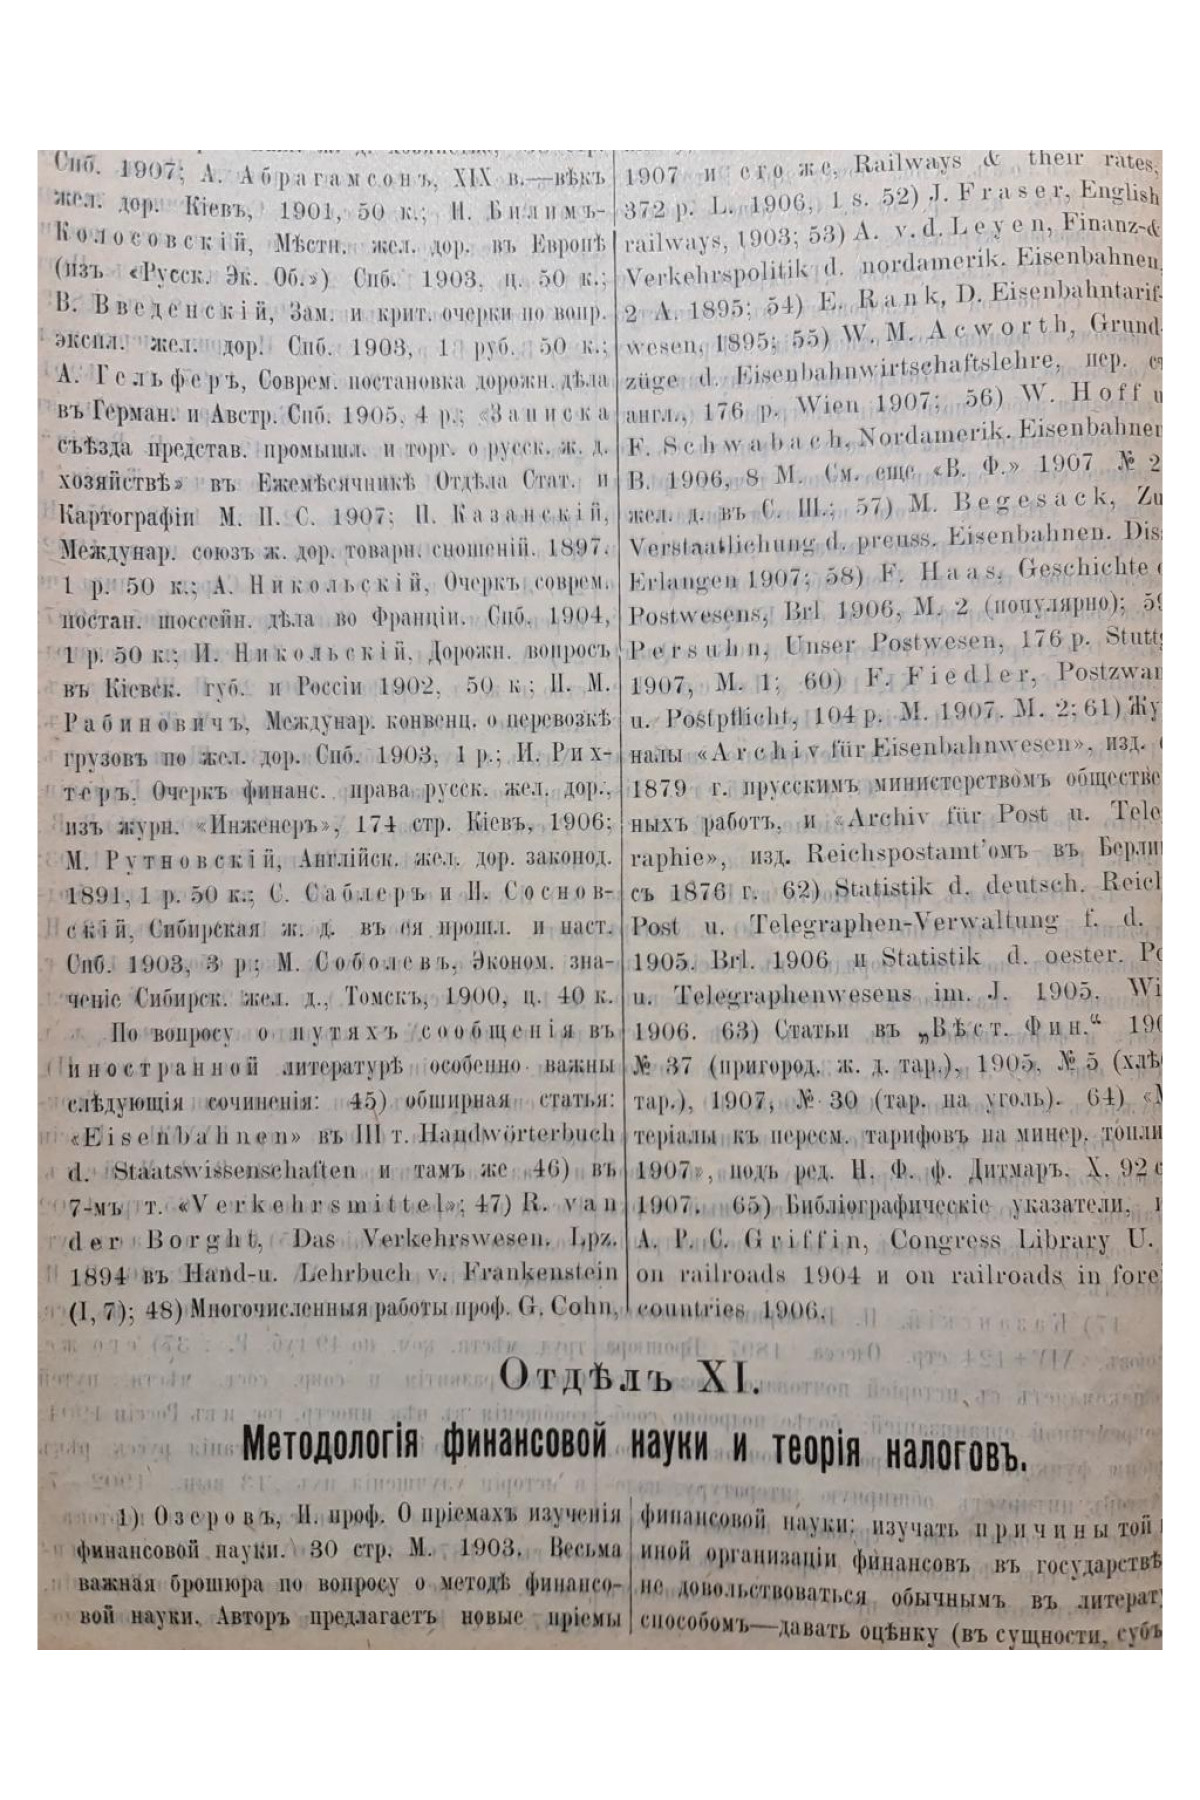 Спб. 1907; А. Абрагамсонъ, XIX в.—вѣкъ
жел. дор. Кіевъ, 1901, 50 к.; И. Билимъ-
Колосовскій, Мѣстн. жел. дор. въ Европѣ
(изъ «Русск. Эк. Об.») Спб. 1903, ц. 50 к.;
В. Введенскій, Зам. и крит. очерки по вопр.
экспл. жел. дор. Спб. 1903, 1 руб. 50 к.;
А. Гельферъ, Соврем. постановка дорожн. дѣла
въ Герман. и Австр. Спб. 1905, 4 р.; «Записка
съѣзда представ. промышл. и торг. о русск. ж. д.
хозяйствѣ» въ Ежемѣсячникѣ Отдѣла Стат. и
Картографіи М. П. С. 1907; П. Казанскій,
Междунар. союзъ ж. дор. товарн. сношеній. 1897.
1 р. 50 к.; А. Никольскій, Очеркъ соврем.
постан. шоссейн. дѣла во Франціи. Спб. 1904,
1 р. 50 к.; И. Никольскій, Дорожн. вопросъ
въ Кіевск. губ. и Россіи 1902, 50 к; И. М.
Рабиновичъ, Междунар. конвенц. о перевозкѣ
грузовъ по жел. дор. Спб. 1903, 1 р.; И. Рих-
теръ, Очеркъ финанс. права русск. жел. дор.,
изъ журн. «Инженеръ», 174 стр. Кіевъ, 1906;
М. Рутновскій, Англійск. жел. дор. законод.
1891, 1 р. 50 к.; С. Саблеръ и И. Соснов-
скій, Сибирская ж. д. въ ея прошл. и наст.
Спб. 1903, 3 р; М. Соболевъ, Эконом. зна-
ченіе Сибирск. жел. д., Томскъ, 1900, ц. 40 к.
По вопросу о путяхъ сообщенія въ
иностранной литературѣ особенно важны
слѣдующія сочиненія: 45) обширная статья:
«Eisenbahnen» въ III т. Handwörterbuch
d. Staatswissenschaften и тамъ же 46) въ
7-мъ т. «Verkehrsmittel»; 47) R. van
der Borght, Das Verkehrswesen. Lpz.
1894 въ Hand-u. Lehrbuch v. Frankenstein
(I, 7); 48) Многочисленныя работы проф. G. Cohn,
1907 и его же, Railways & their rates,
372 p. L. 1906, 1 s. 52) J. Fraser, English
railways, 1903; 53) A. v. d. Leyen, Finanz-&
Verkehrspolitik d. nordamerik. Eisenbahnen,
2 A. 1895; 54) E. Rank, D. Eisenbahntarif-
wesen, 1895; 55) W. M. Acworth, Grund-
züge d. Eisenbahnwirtschaftslehre, пер. съ
англ., 176 p. Wien 1907; 56) W. Hoff u
F. Schwabach, Nordamerik. Eisenbahnen
B. 1906, 8 M. См. еще «В. Ф.» 1907 № 2
жел. д. въ С. Ш.; 57) M. Begesack, Zu
Verstaatlichung d. preuss. Eisenbahnen. Dis
Erlangen 1907; 58) F. Haas, Geschichte
Postwesens, Brl 1906, M. 2 (популярно); 59
Persuhn, Unser Postwesen, 176 p. Stuttg
1907, M. 1; 60) F. Fiedler, Postzwan
u. Postpflicht, 104 p. M. 1907. M. 2; 61) Жу
налы «Archiv für Eisenbahnwesen», изд.
1879 г. прусскимъ министерствомъ обществе
ныхъ работъ, и «Archiv für Post u. Tele
raphie», изд. Reichspostamt'омъ въ Берли
съ 1876 г. 62) Statistik d. deutsch. Reich
Post u. Telegraphen-Verwaltung f. d.
1905. Brl. 1906 и Statistik d. oester. Po
u. Telegraphenwesens im. J. 1905. Wi
1906. 63) Статьи въ „Вѣст. Фин.“ 190
№ 37 (пригород. ж. д. тар.), 1905, № 5 (хлѣ
тар.), 1907, № 30 (тар. на уголь). 64) «М
теріалы къ пересм. тарифовъ на минер. топли
1907», подъ ред. Н. Ф. ф. Дитмаръ. Х. 92 с
1907. 65) Библіографическіе указатели,
A. P. C. Griffin, Congress Library U.
on railroads 1904 и on railroads in forei
countries 1906.
Отдѣлъ XI.
Методологія финансовой науки и теорія налоговъ.
1) Озеровъ, И. проф. О пріемахъ изученія
финансовой науки. 30 стр. М. 1903. Весьма
важная брошюра по вопросу о методѣ финансо-
вой науки. Авторъ предлагаетъ новые пріемы
финансовой науки: изучать причины той
иной организаціи финансовъ въ государствѣ
не довольствоваться обычнымъ въ литерату
способомъ—давать оцѣнку (въ сущности, субъ